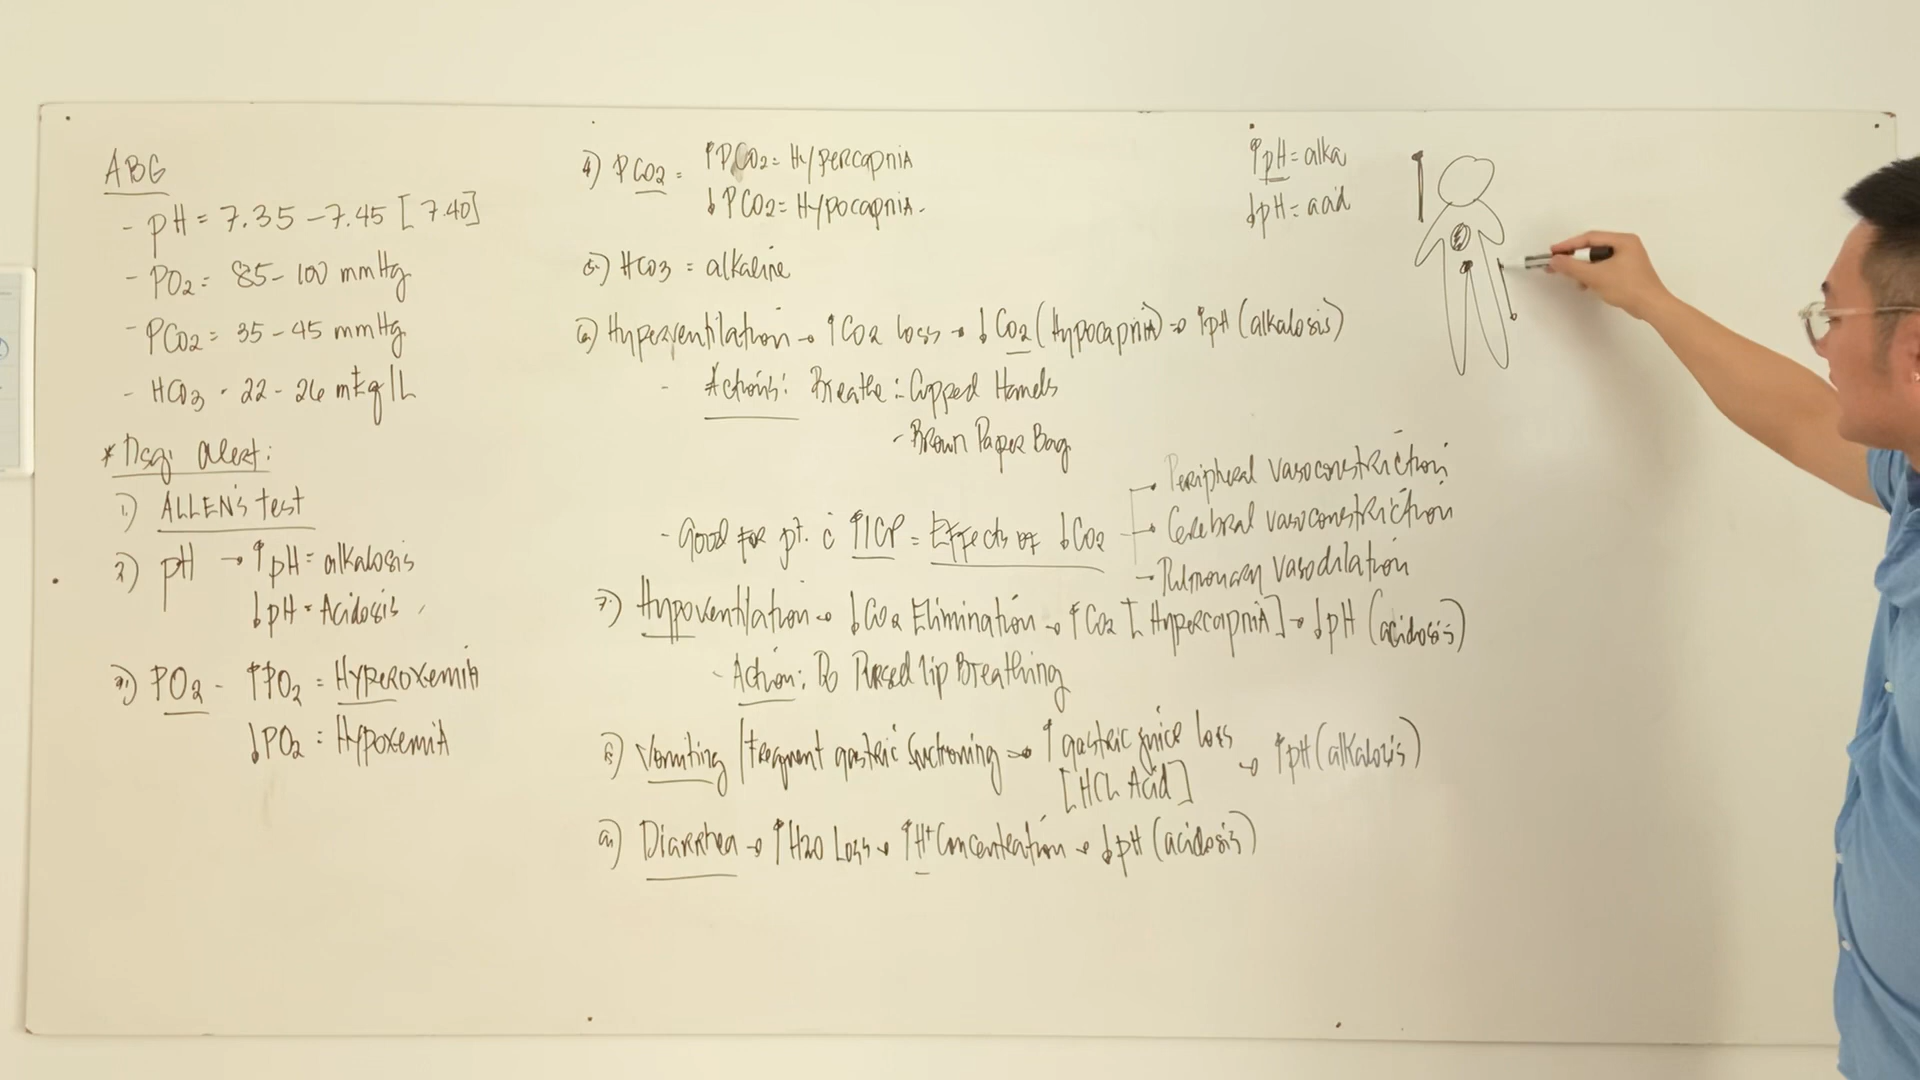 ABG
- pH = 7.35 - 7.45 [7.40]
- PO2 = 85 - 100 mmHg
- PCO2 = 35 - 45 mmHg
- HCO3 - 22 - 26 mEq/L
* Nsg. Alert:
1) ALLEN's test
2) pH → ↑pH = alkalosis
↓pH = Acidosis
3) PO2 - ↑PO2 = HYPEROXEMIA
↓PO2 = HYPOXEMIA
4) PCO2 = ↑PCO2 = HYPERCAPNIA
↓PCO2 = HYPOCAPNIA.
5.) HCO3 = alkaline
6) Hyperventilation → ↑CO2 Loss → ↓CO2 (Hypocapnia) → ↑pH (alkalosis)
- Actions: Breathe: - Cupped Hands
- Brown Paper Bag
- Good for pt. c̄ ↑ICP = Effects of ↓CO2
→ Peripheral vasoconstriction
→ Cerebral vasoconstriction
→ Pulmonary vasodilation
7.) Hypoventilation → ↓CO2 Elimination → ↑CO2 [Hypercapnia] → ↓pH (acidosis)
- Action: Do Pursed Lip Breathing
8) Vomiting / frequent gastric suctioning → ↑gastric juice loss → ↑pH (alkalosis)
[HCL Acid]
9.) Diarrhea → ↑H2O Loss → ↑H+ Concentration → ↓pH (acidosis)
↑pH = alka
↓pH = acid